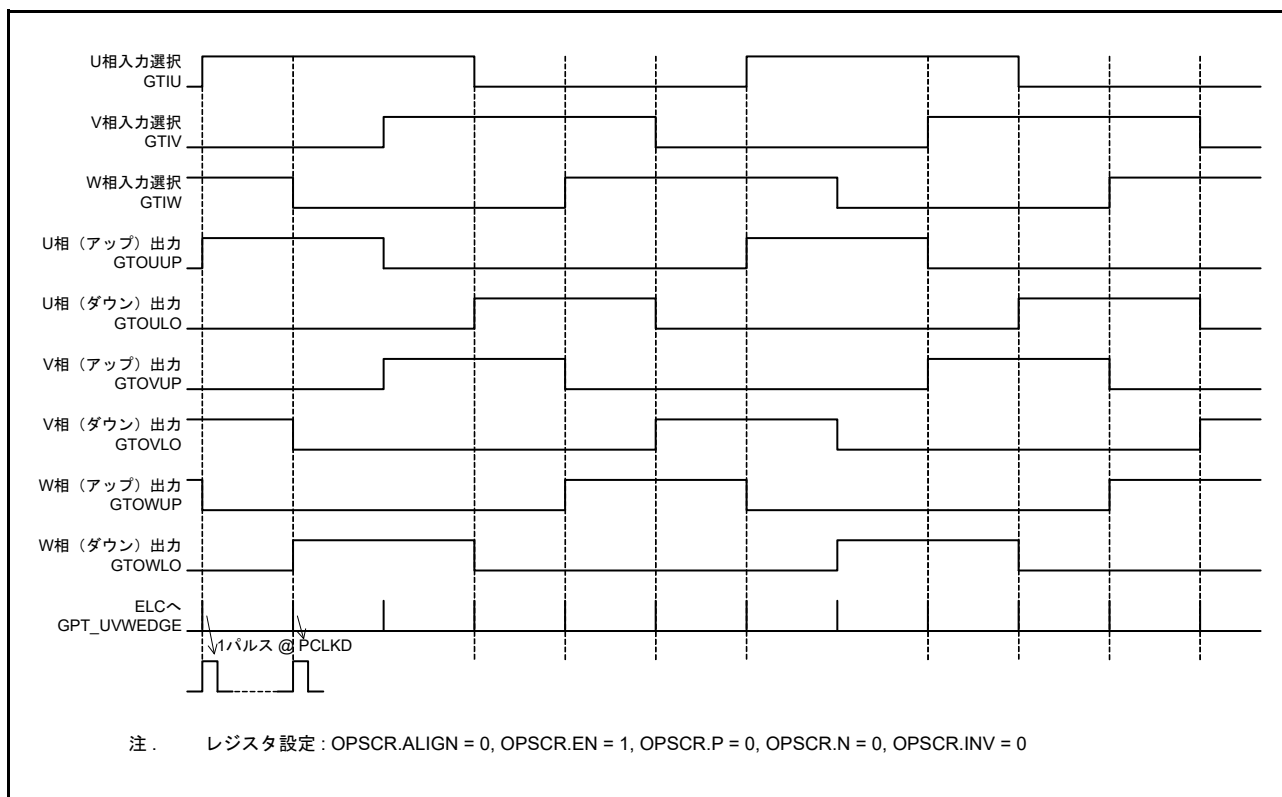 U相入力選択
GTIU
V相入力選択
GTIV
W相入力選択
GTIW
U相（アップ）出力
GTOUUP
U相（ダウン）出力
GTOULO
V相（アップ）出力
GTOVUP
V相（ダウン）出力
GTOVLO
W相（アップ）出力
GTOWUP
W相（ダウン）出力
GTOWLO
ELCへ
GPT_UVWEDGE
1パルス @ PCLKD
注． レジスタ設定 : OPSCR.ALIGN = 0, OPSCR.EN = 1, OPSCR.P = 0, OPSCR.N = 0, OPSCR.INV = 0